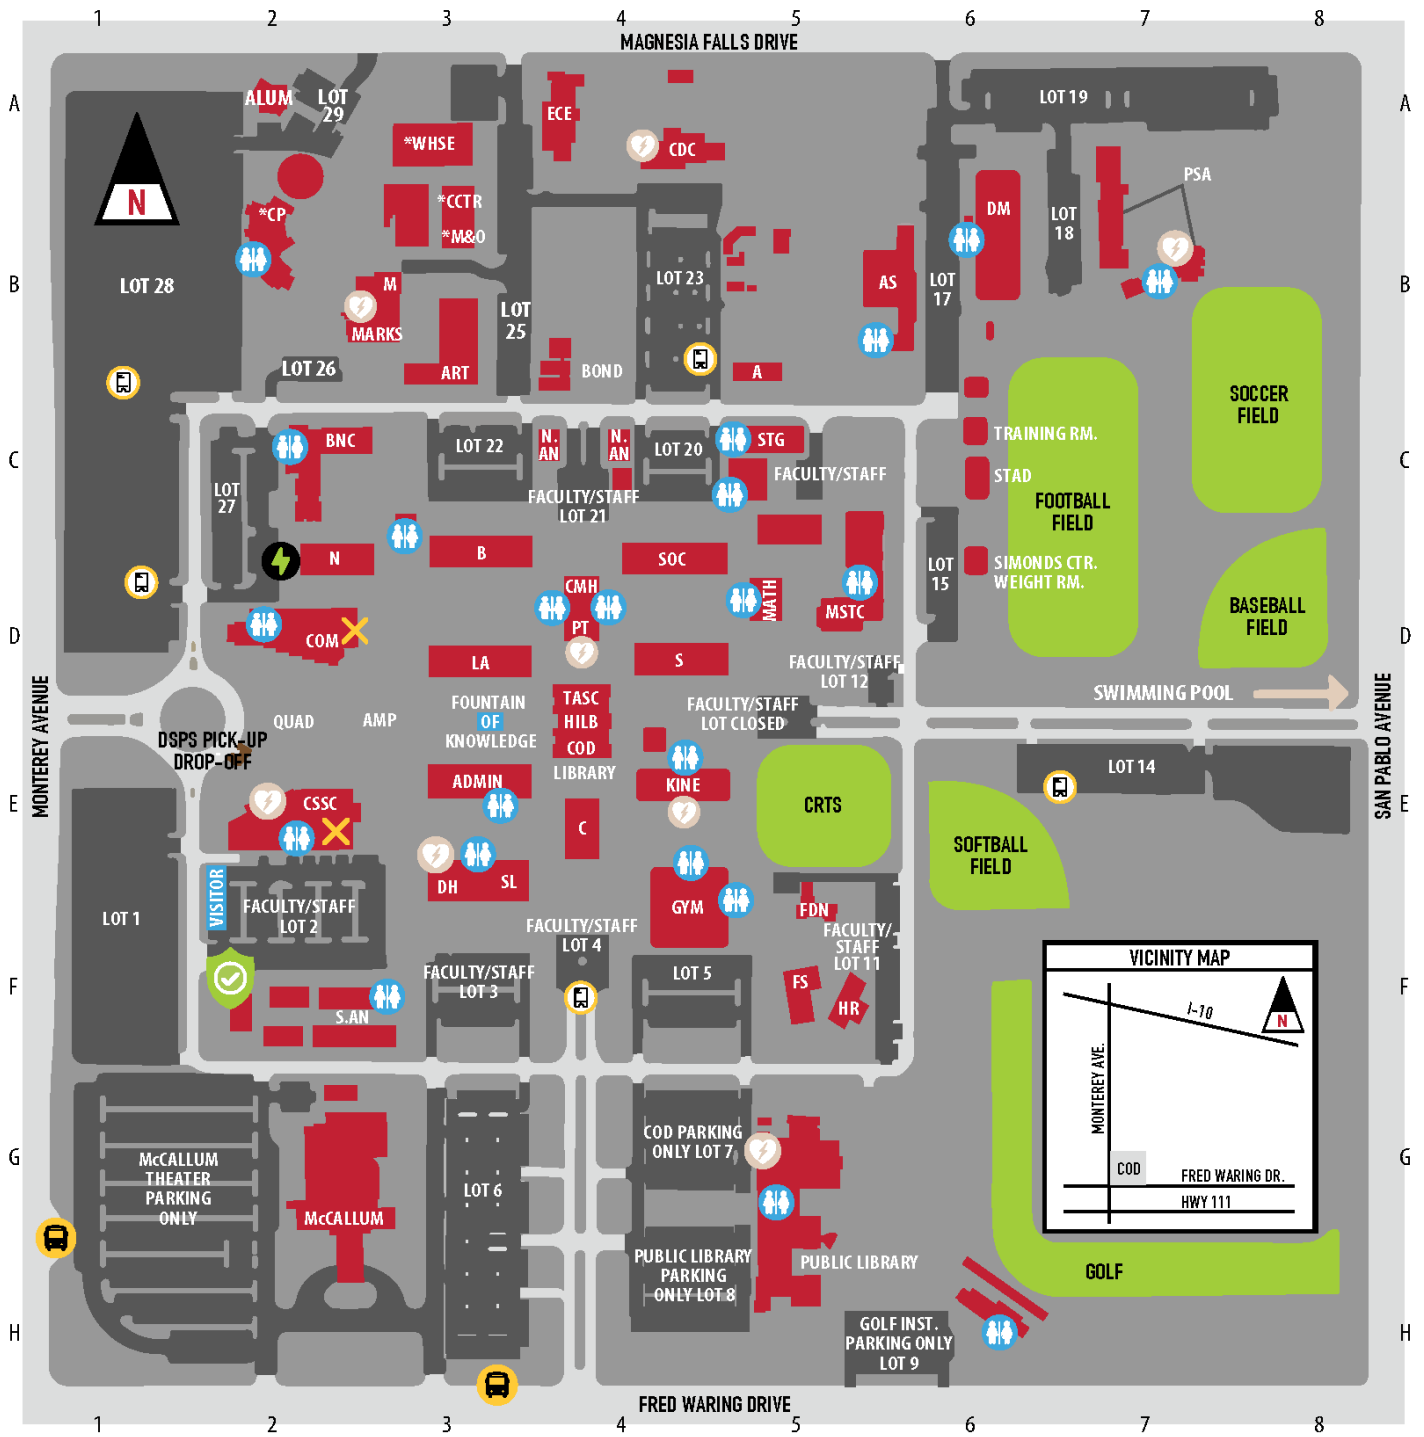 1 2 3 4 5 6 7 8
MAGNESIA FALLS DRIVE
A
ALUM
LOT
29
ECE
LOT 19
A
*WHSE
CDC
N
*CP
*CCTR
*M&O
DM
LOT
18
PSA
B
LOT 28
M
MARKS
LOT
25
LOT 23
AS
LOT
17
B
LOT 26
ART
BOND
A
SOCCER
FIELD
C
BNC
LOT 22
N.
AN
N.
AN
LOT 20
STG
TRAINING RM.
C
LOT
27
FACULTY/STAFF
LOT 21
FACULTY/STAFF
STAD
FOOTBALL
FIELD
N
B
SOC
LOT
15
SIMONDS CTR.
WEIGHT RM.
CMH
PT
MATH
MSTC
BASEBALL
FIELD
D
COM
D
LA
S
FACULTY/STAFF
LOT 12
SWIMMING POOL
MONTEREY AVENUE
SAN PABLO AVENUE
QUAD
AMP
FOUNTAIN
OF
KNOWLEDGE
TASC
HILB
COD
LIBRARY
FACULTY/STAFF
LOT CLOSED
DSPS PICK-UP
DROP-OFF
LOT 14
E
CSSC
ADMIN
C
KINE
CRTS
E
SOFTBALL
FIELD
DH
SL
VISITOR
LOT 1
FACULTY/STAFF
LOT 2
FACULTY/STAFF
LOT 4
GYM
FDN
FACULTY/
STAFF
LOT 11
F
FACULTY/STAFF
LOT 3
LOT 5
FS
HR
F
S.AN
VICINITY MAP
I-10
N
MONTEREY AVE.
COD
FRED WARING DR.
HWY 111
G
McCALLUM
THEATER
PARKING
ONLY
McCALLUM
LOT 6
COD PARKING
ONLY LOT 7
G
PUBLIC LIBRARY
PARKING
ONLY LOT 8
PUBLIC LIBRARY
GOLF
H
GOLF INST.
PARKING ONLY
LOT 9
H
FRED WARING DRIVE
1 2 3 4 5 6 7 8